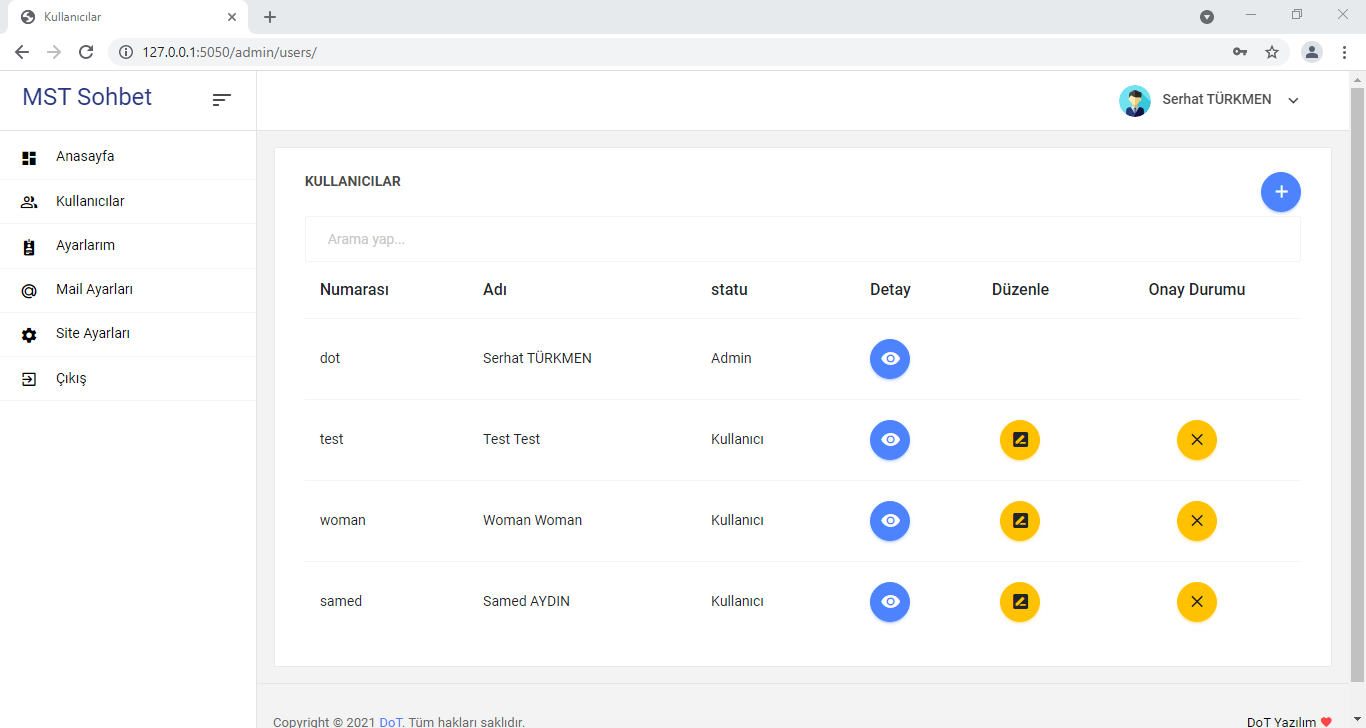 Kullanıcılar
127.0.0.1:5050/admin/users/
MST Sohbet
Serhat TÜRKMEN
Anasayfa
Kullanıcılar
Ayarlarım
Mail Ayarları
Site Ayarları
Çıkış
KULLANICILAR
Arama yap...
Numarası Adı statu Detay Düzenle Onay Durumu
dot Serhat TÜRKMEN Admin
test Test Test Kullanıcı
woman Woman Woman Kullanıcı
samed Samed AYDIN Kullanıcı
Copyright © 2021 DoT. Tüm hakları saklıdır. DoT Yazılım